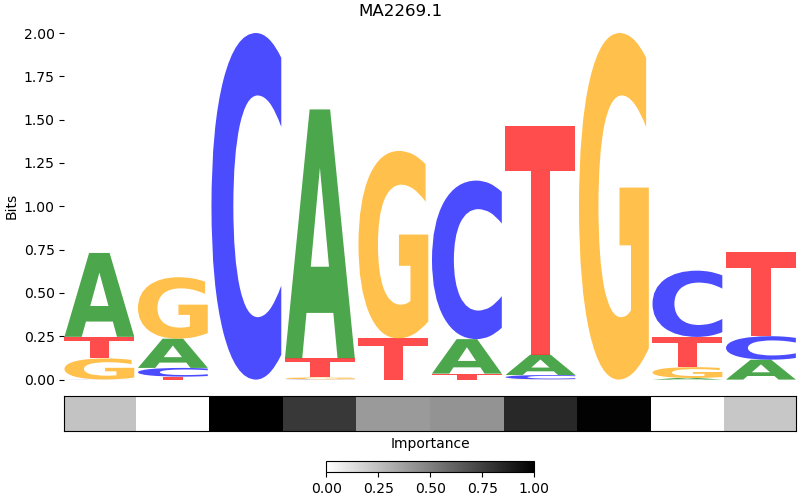 MA2269.1
2.00
1.75
1.50
1.25
1.00
0.75
0.50
0.25
0.00
Bits
A G C A G C T G C T
T A T T A A T C
G C G T C G A
T A
Importance
0.00 0.25 0.50 0.75 1.00